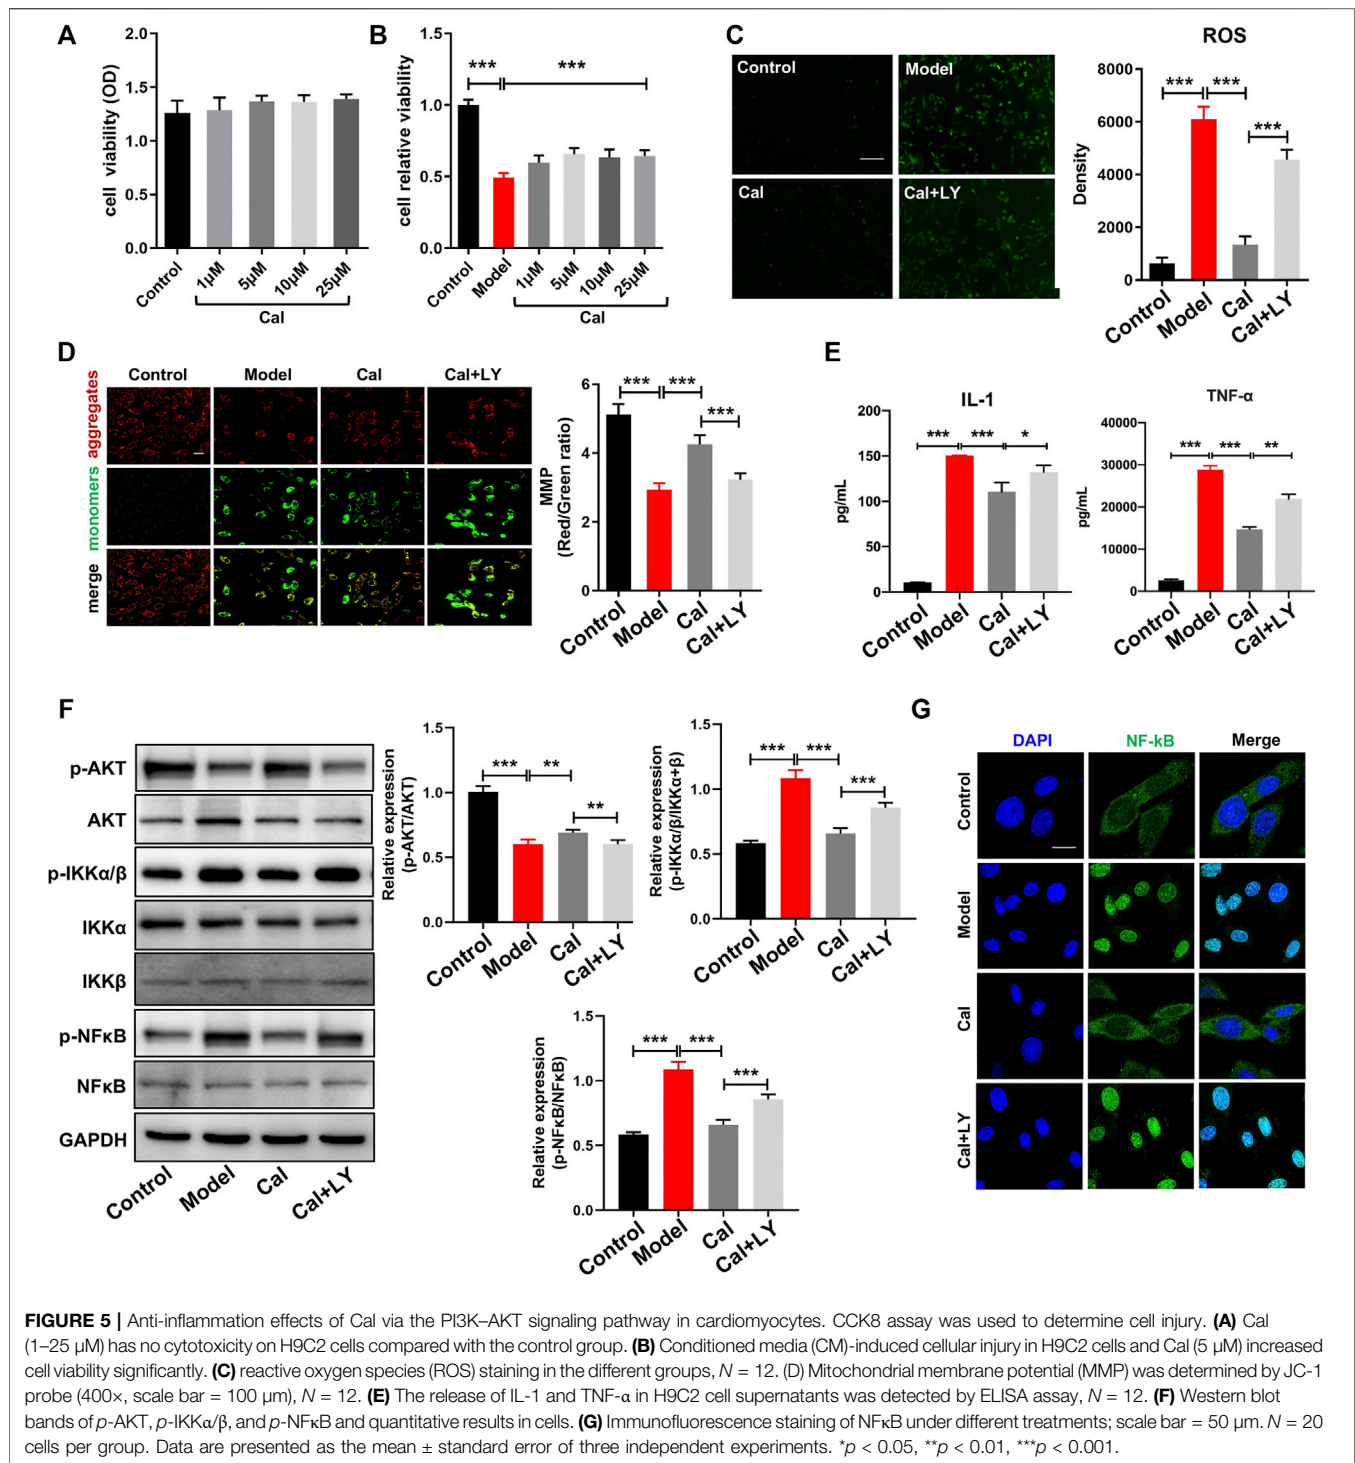 A
cell viability (OD)
2.0
1.5
1.0
0.5
0.0
Control
1μM
5μM
10μM
25μM
Cal
B
cell relative viability
1.5
1.0
0.5
0.0
***
***
Control
Model
1μM
5μM
10μM
25μM
Cal
C
Control
Model
Cal
Cal+LY
ROS
Density
8000
6000
4000
2000
0
***
***
***
Control
Model
Cal
Cal+LY
D
Control
Model
Cal
Cal+LY
aggregates
monomers
merge
MMP
(Red/Green ratio)
6
4
2
0
***
***
***
Control
Model
Cal
Cal+LY
E
IL-1
pg/mL
200
150
100
50
0
***
***
*
Control
Model
Cal
Cal+LY
TNF-α
pg/mL
40000
30000
20000
10000
0
***
***
**
Control
Model
Cal
Cal+LY
F
p-AKT
AKT
p-IKKα/β
IKKα
IKKβ
p-NFκB
NFκB
GAPDH
Control
Model
Cal
Cal+LY
Relative expression
(p-AKT/AKT)
1.5
1.0
0.5
0.0
***
**
**
Control
Model
Cal
Cal+LY
Relative expression
(p-IKKα/β/IKKα+β)
1.5
1.0
0.5
0.0
***
***
***
Control
Model
Cal
Cal+LY
Relative expression
(p-NFκB/NFκB)
1.5
1.0
0.5
0.0
***
***
***
Control
Model
Cal
Cal+LY
G
DAPI
NF-kB
Merge
Control
Model
Cal
Cal+LY
FIGURE 5 | Anti-inflammation effects of Cal via the PI3K–AKT signaling pathway in cardiomyocytes. CCK8 assay was used to determine cell injury. (A) Cal
(1–25 μM) has no cytotoxicity on H9C2 cells compared with the control group. (B) Conditioned media (CM)-induced cellular injury in H9C2 cells and Cal (5 μM) increased
cell viability significantly. (C) reactive oxygen species (ROS) staining in the different groups, N = 12. (D) Mitochondrial membrane potential (MMP) was determined by JC-1
probe (400×, scale bar = 100 μm), N = 12. (E) The release of IL-1 and TNF-α in H9C2 cell supernatants was detected by ELISA assay, N = 12. (F) Western blot
bands of p-AKT, p-IKKα/β, and p-NFκB and quantitative results in cells. (G) Immunofluorescence staining of NFκB under different treatments; scale bar = 50 μm. N = 20
cells per group. Data are presented as the mean ± standard error of three independent experiments. *p < 0.05, **p < 0.01, ***p < 0.001.